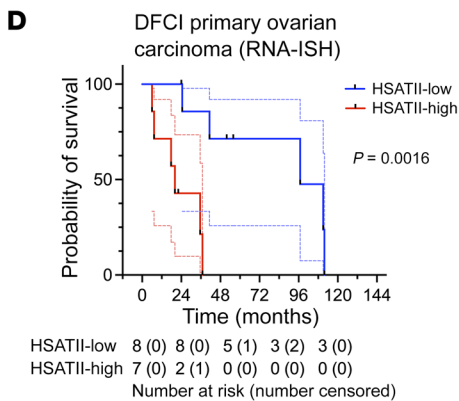 D
DFCI primary ovarian
carcinoma (RNA-ISH)
100
50
0
Probability of survival
HSATII-low
HSATII-high
P = 0.0016
0 24 48 72 96 120 144
Time (months)
HSATII-low 8 (0) 8 (0) 5 (1) 3 (2) 3 (0)
HSATII-high 7 (0) 2 (1) 0 (0) 0 (0) 0 (0)
Number at risk (number censored)